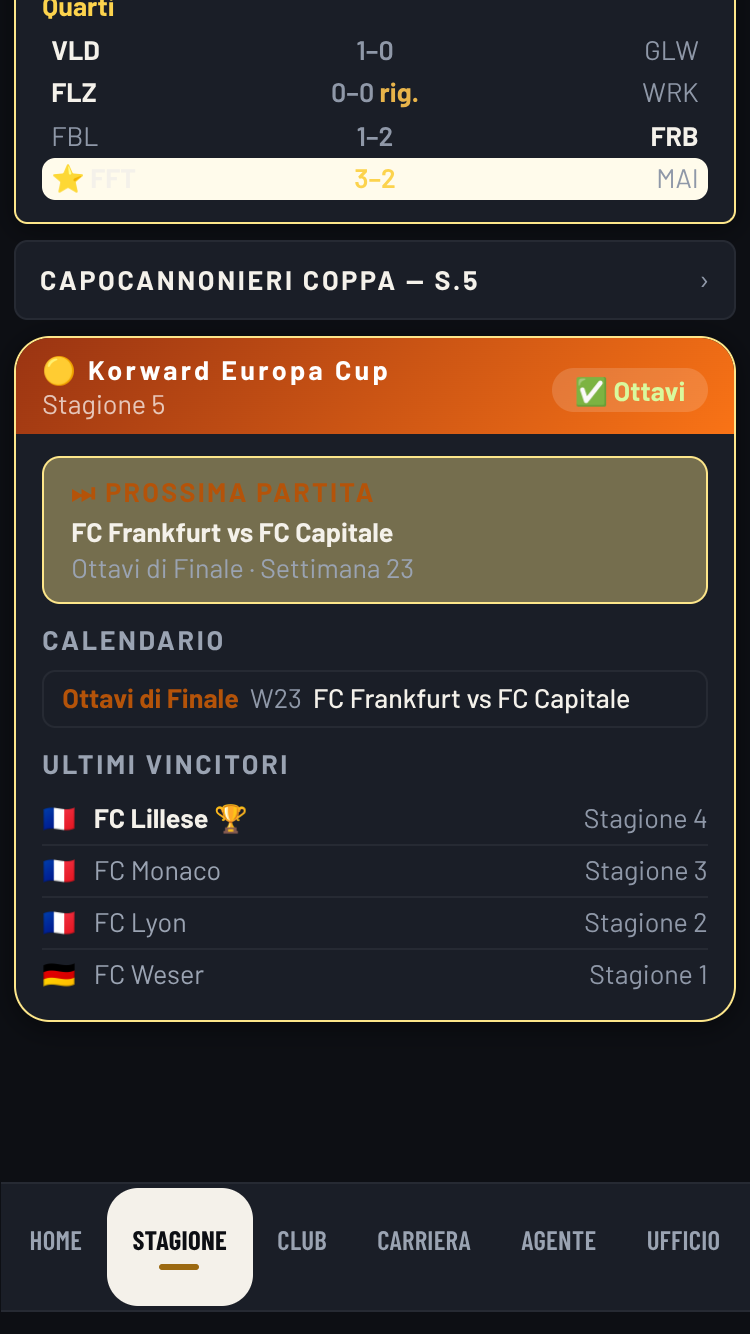 Quarti
VLD 1–0 GLW
FLZ 0–0 rig. WRK
FBL 1–2 FRB
⭐ FFT 3–2 MAI
CAPOCANNONIERI COPPA — S.5 ›
🟡 Korward Europa Cup
Stagione 5
✅ Ottavi
⏭ PROSSIMA PARTITA
FC Frankfurt vs FC Capitale
Ottavi di Finale · Settimana 23
CALENDARIO
Ottavi di Finale W23 FC Frankfurt vs FC Capitale
ULTIMI VINCITORI
🇫🇷 FC Lillese 🏆 Stagione 4
🇫🇷 FC Monaco Stagione 3
🇫🇷 FC Lyon Stagione 2
🇩🇪 FC Weser Stagione 1
HOME STAGIONE CLUB CARRIERA AGENTE UFFICIO